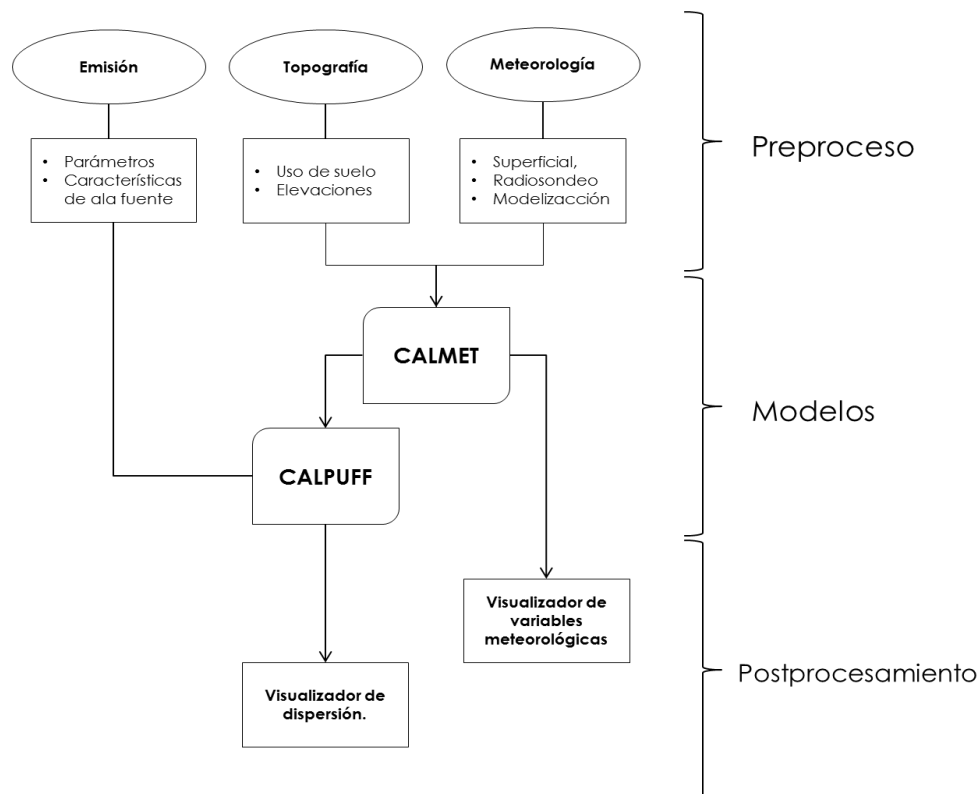 Emisión
Topografía
Meteorología
• Parámetros
• Características
de ala fuente
• Uso de suelo
• Elevaciones
• Superficial,
• Radiosondeo
• Modelizacción
Preproceso
CALMET
CALPUFF
Modelos
Visualizador de
variables
meteorológicas
Visualizador de
dispersión.
Postprocesamiento